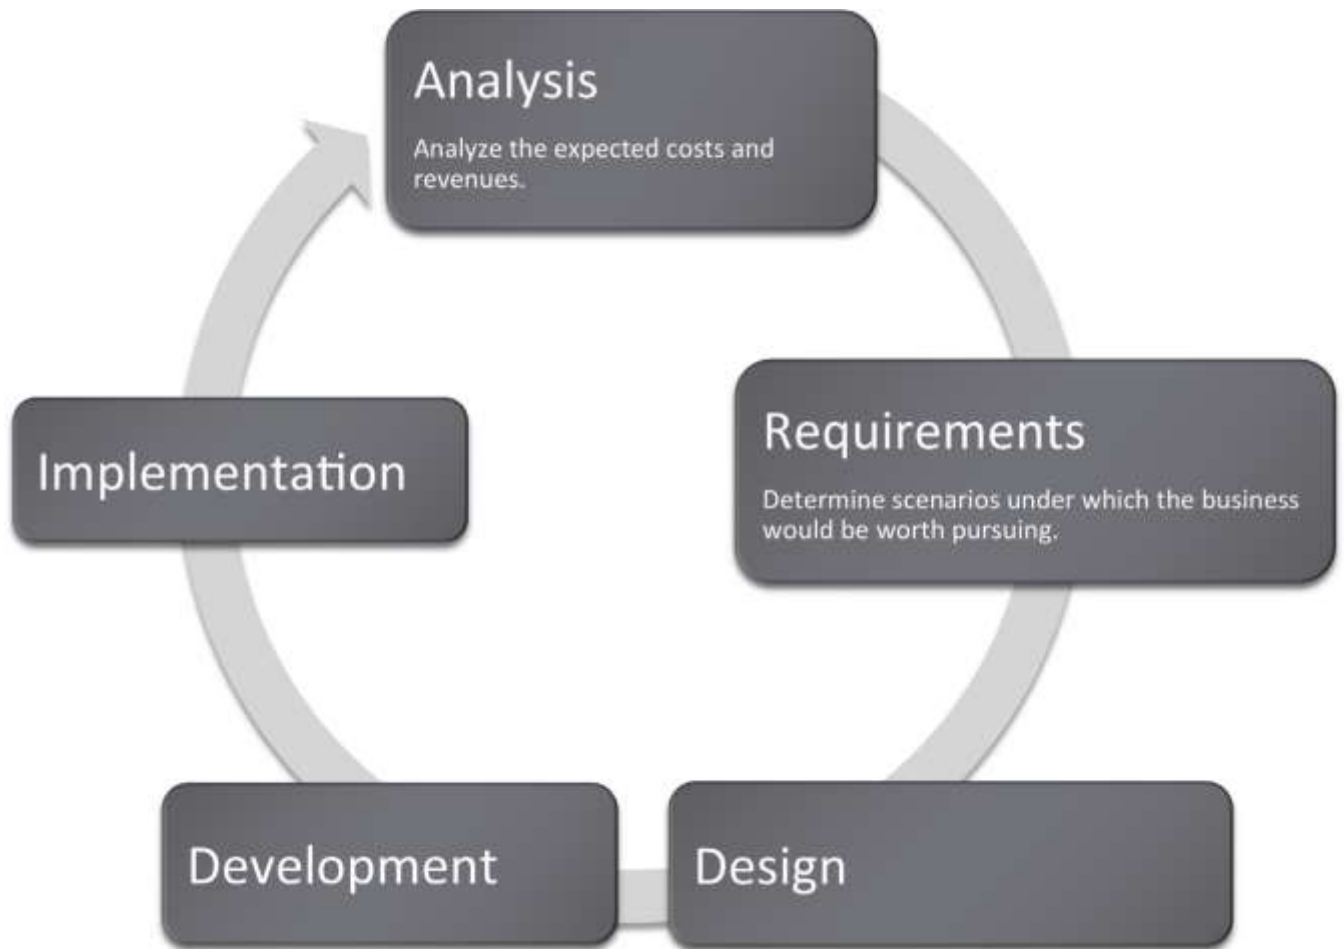 Analysis
Analyze the expected costs and
revenues.
Requirements
Determine scenarios under which the business
would be worth pursuing.
Design
Development
Implementation